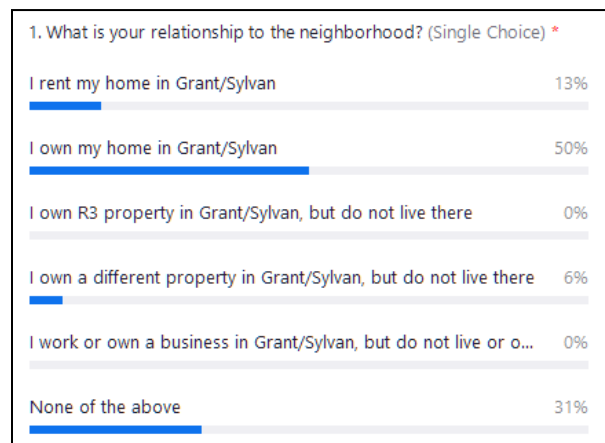 1. What is your relationship to the neighborhood? (Single Choice) *
I rent my home in Grant/Sylvan 13%
I own my home in Grant/Sylvan 50%
I own R3 property in Grant/Sylvan, but do not live there 0%
I own a different property in Grant/Sylvan, but do not live there 6%
I work or own a business in Grant/Sylvan, but do not live or o... 0%
None of the above 31%